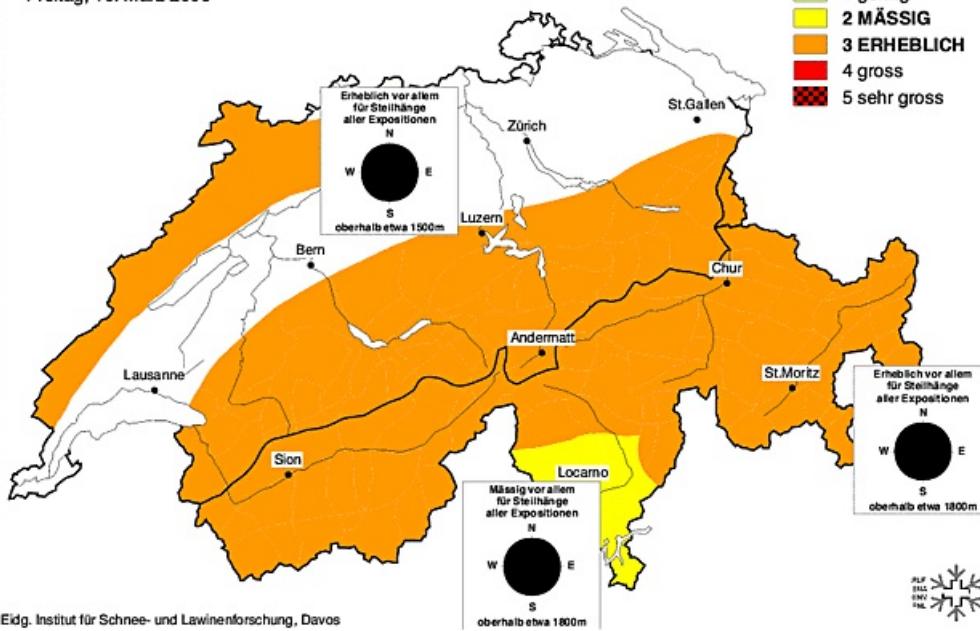 2 MÄSSIG
3 ERHEBLICH
4 gross
5 sehr gross
St.Gallen
Erheblich vor allem
für Steilhänge
aller Expositionen
N
W E
S
oberhalb etwa 1500m
Zürich
Luzern
Bern
Chur
Andermatt
Lausanne
St.Moritz
Erheblich vor allem
für Steilhänge
aller Expositionen
N
W E
S
oberhalb etwa 1800m
Sion
Locarno
Mässig vor allem
für Steilhänge
aller Expositionen
N
W E
S
oberhalb etwa 1800m
Eidg. Institut für Schnee- und Lawinenforschung, Davos